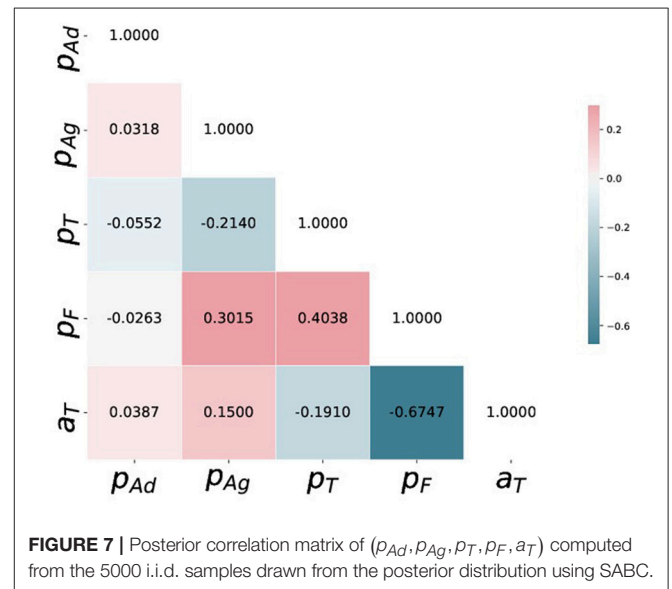 p_Ad 1.0000
p_Ag 0.0318 1.0000
0.2
0.0
p_T -0.0552 -0.2140 1.0000
-0.2
-0.4
p_F -0.0263 0.3015 0.4038 1.0000
-0.6
a_T 0.0387 0.1500 -0.1910 -0.6747 1.0000
p_Ad p_Ag p_T p_F a_T
FIGURE 7 | Posterior correlation matrix of (p_Ad, p_Ag, p_T, p_F, a_T) computed
from the 5000 i.i.d. samples drawn from the posterior distribution using SABC.